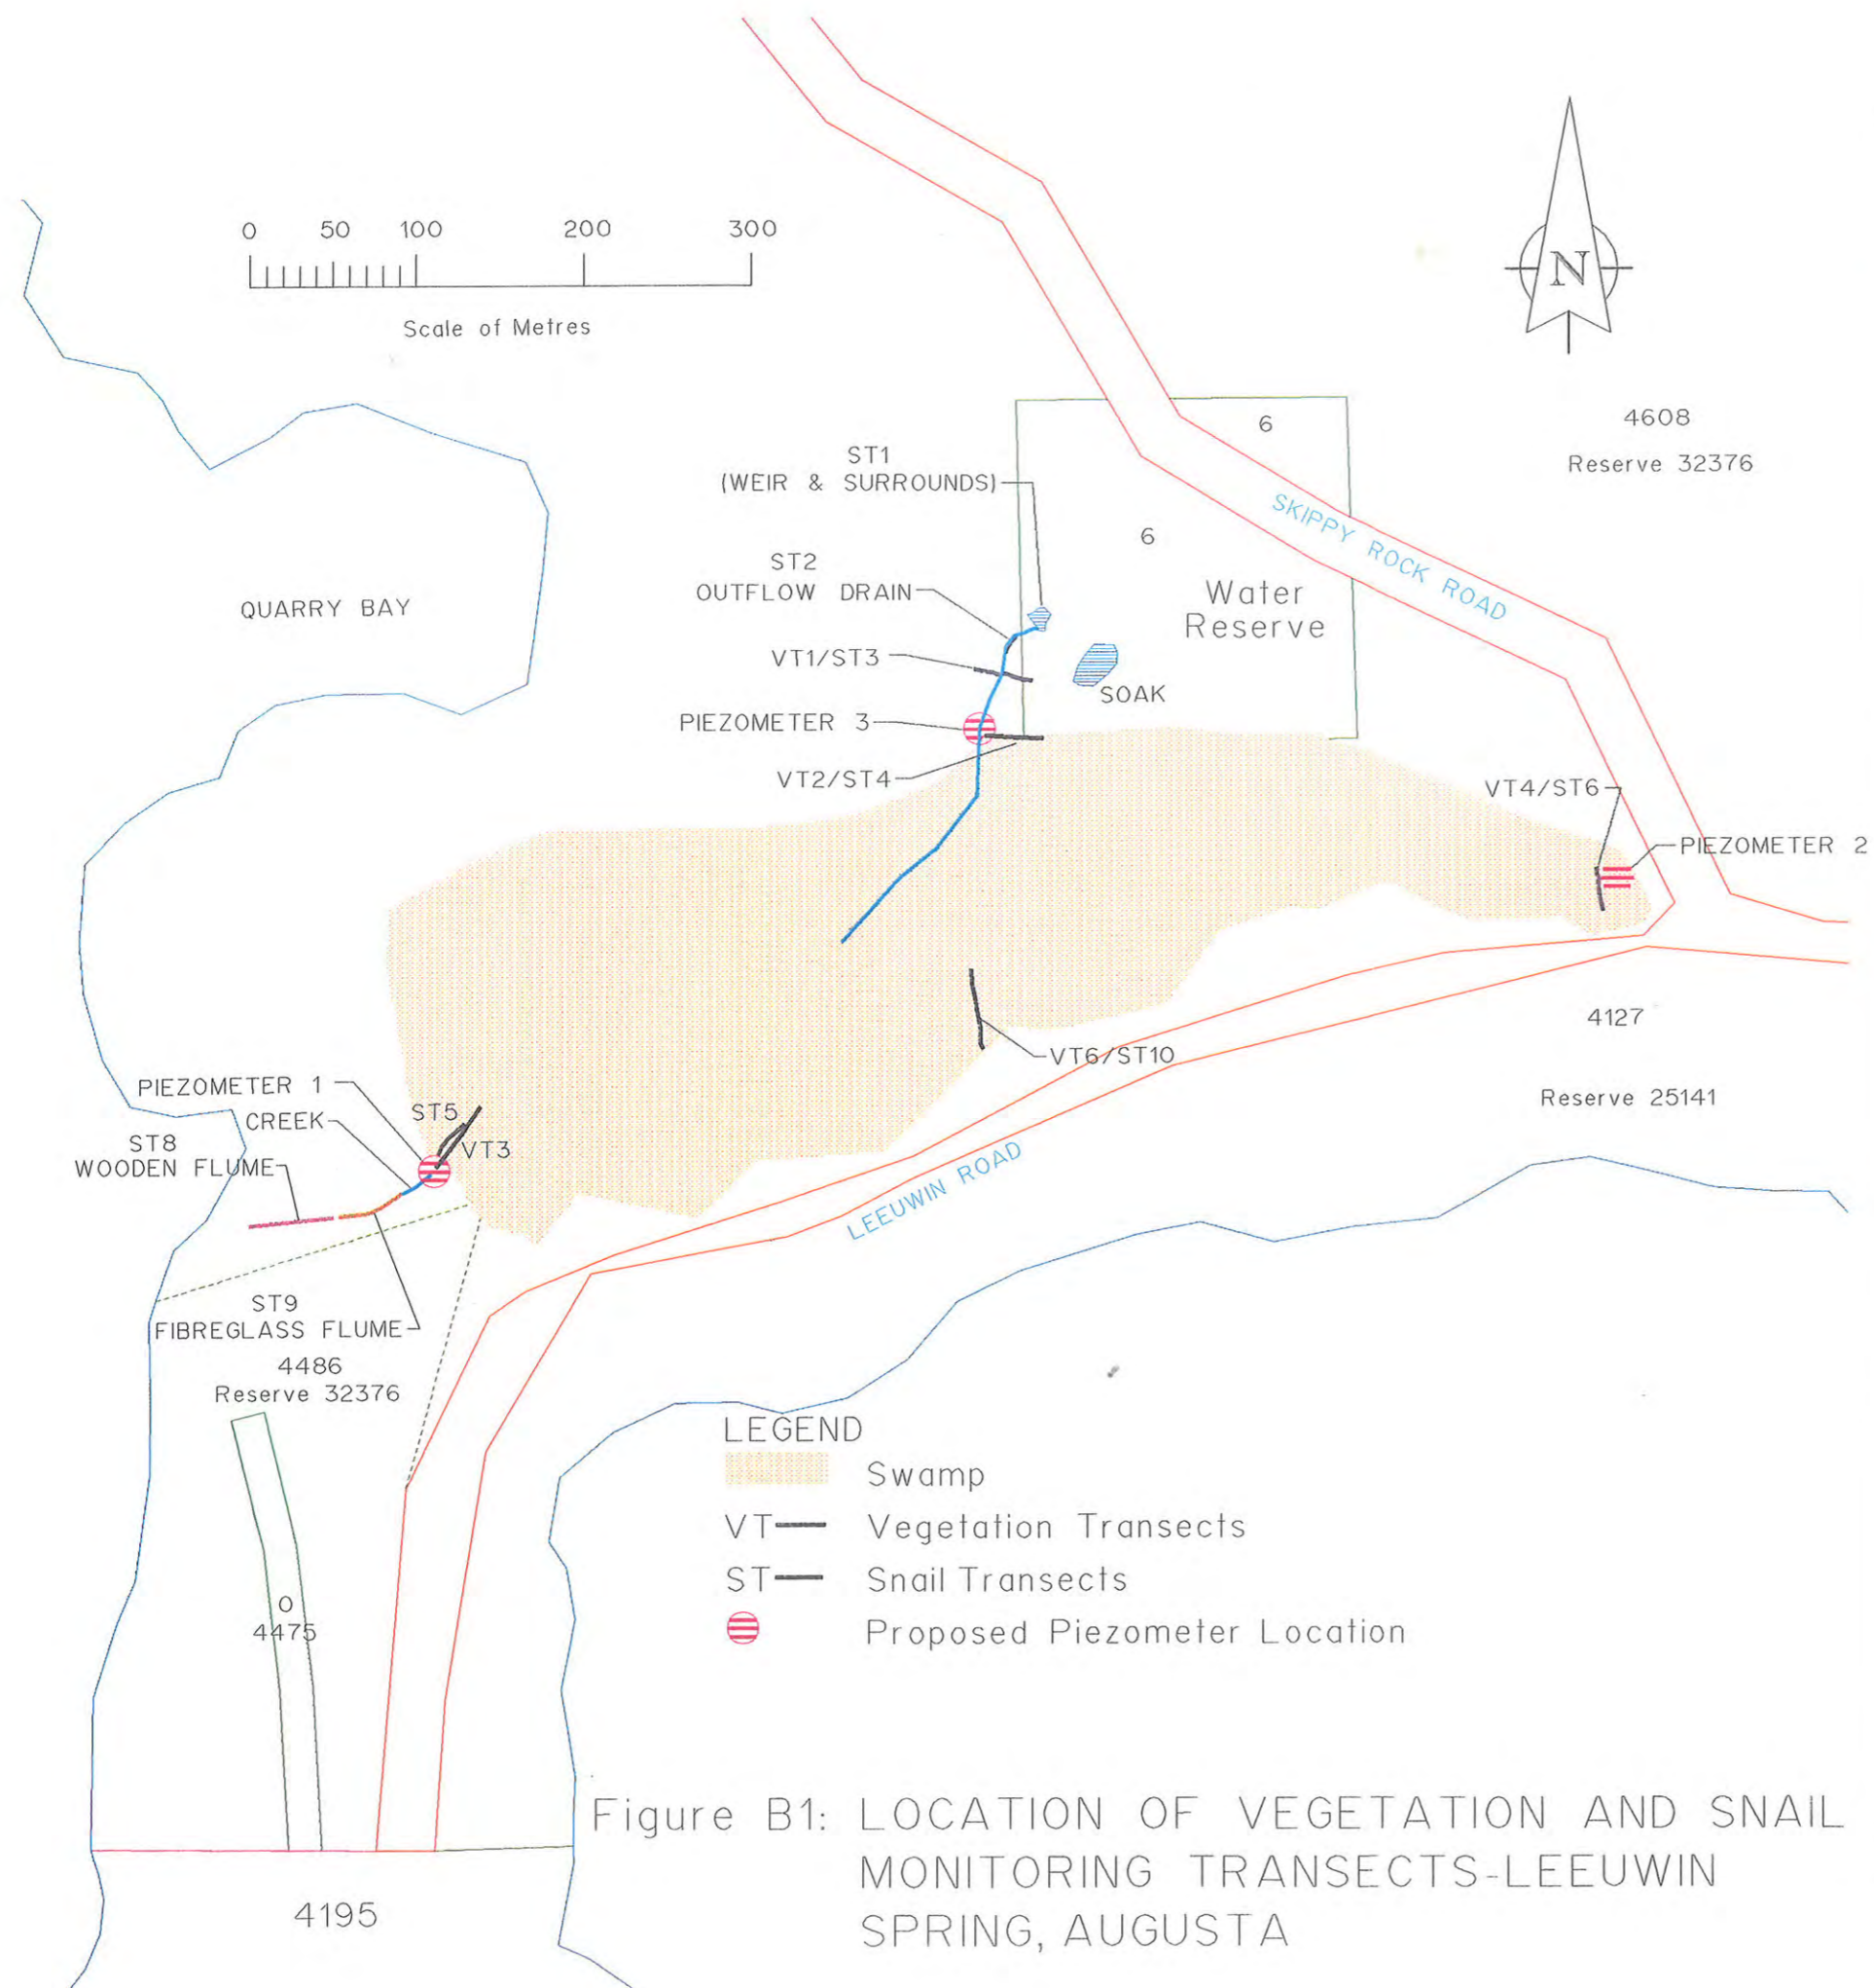 0 50 100 200 300
Scale of Metres
N
4608
Reserve 32376
6
ST1
(WEIR & SURROUNDS)
SKIPPY ROCK ROAD
6
ST2
OUTFLOW DRAIN
Water
Reserve
QUARRY BAY
VT1/ST3
SOAK
PIEZOMETER 3
VT2/ST4
VT4/ST6
PIEZOMETER 2
4127
VT6/ST10
PIEZOMETER 1
CREEK
ST5
VT3
ST8
WOODEN FLUME
Reserve 25141
LEEUWIN ROAD
ST9
FIBREGLASS FLUME
4486
Reserve 32376
LEGEND
Swamp
VT Vegetation Transects
ST Snail Transects
Proposed Piezometer Location
0
4475
Figure B1: LOCATION OF VEGETATION AND SNAIL
MONITORING TRANSECTS-LEEUWIN
SPRING, AUGUSTA
4195